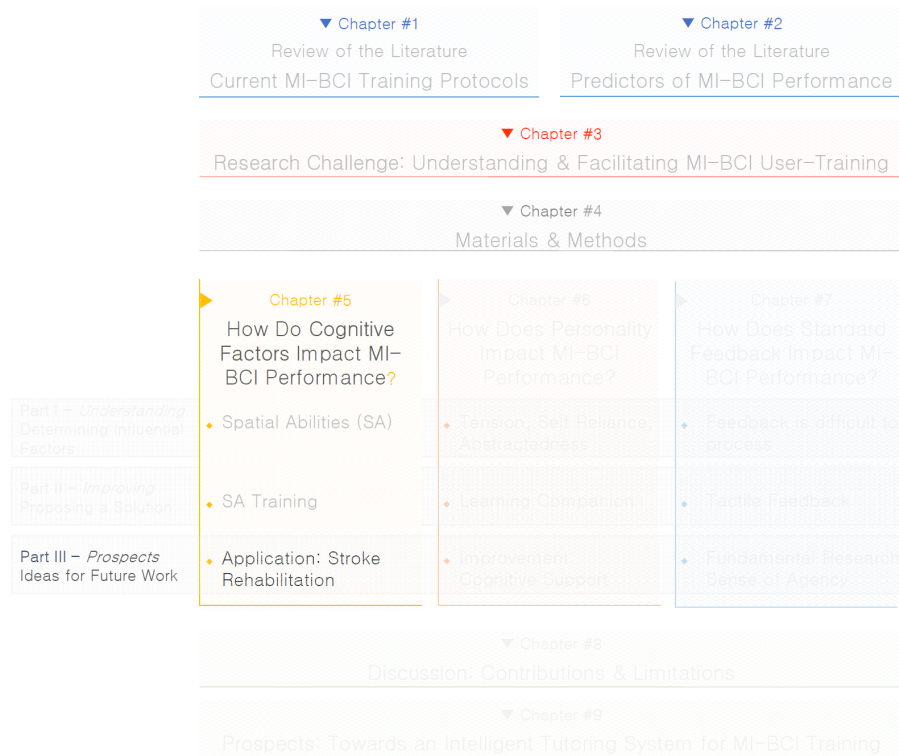 ▼ Chapter #1
Review of the Literature
Current MI-BCI Training Protocols
▼ Chapter #2
Review of the Literature
Predictors of MI-BCI Performance
▼ Chapter #3
Research Challenge: Understanding & Facilitating MI-BCI User-Training
▼ Chapter #4
Materials & Methods
Chapter #5
How Do Cognitive
Factors Impact MI-
BCI Performance?
Chapter #6
How Does Personality
Impact MI-BCI
Performance?
Chapter #7
How Does Standard
Feedback Impact MI-
BCI Performance?
Part I - Understanding
Determining Influential
Factors
Spatial Abilities (SA)
Tension, Self Reliance,
Abstractedness
Feedback is difficult to
process
Part II - Improving
Proposing a Solution
SA Training
Learning Companion
Tactile Feedback
Part III - Prospects
Ideas for Future Work
Application: Stroke
Rehabilitation
Improvement:
Cognitive Support
Fundamental Research
Sense of Agency
▼ Chapter #8
Discussion: Contributions & Limitations
▼ Chapter #9
Prospects: Towards an Intelligent Tutoring System for MI-BCI Training